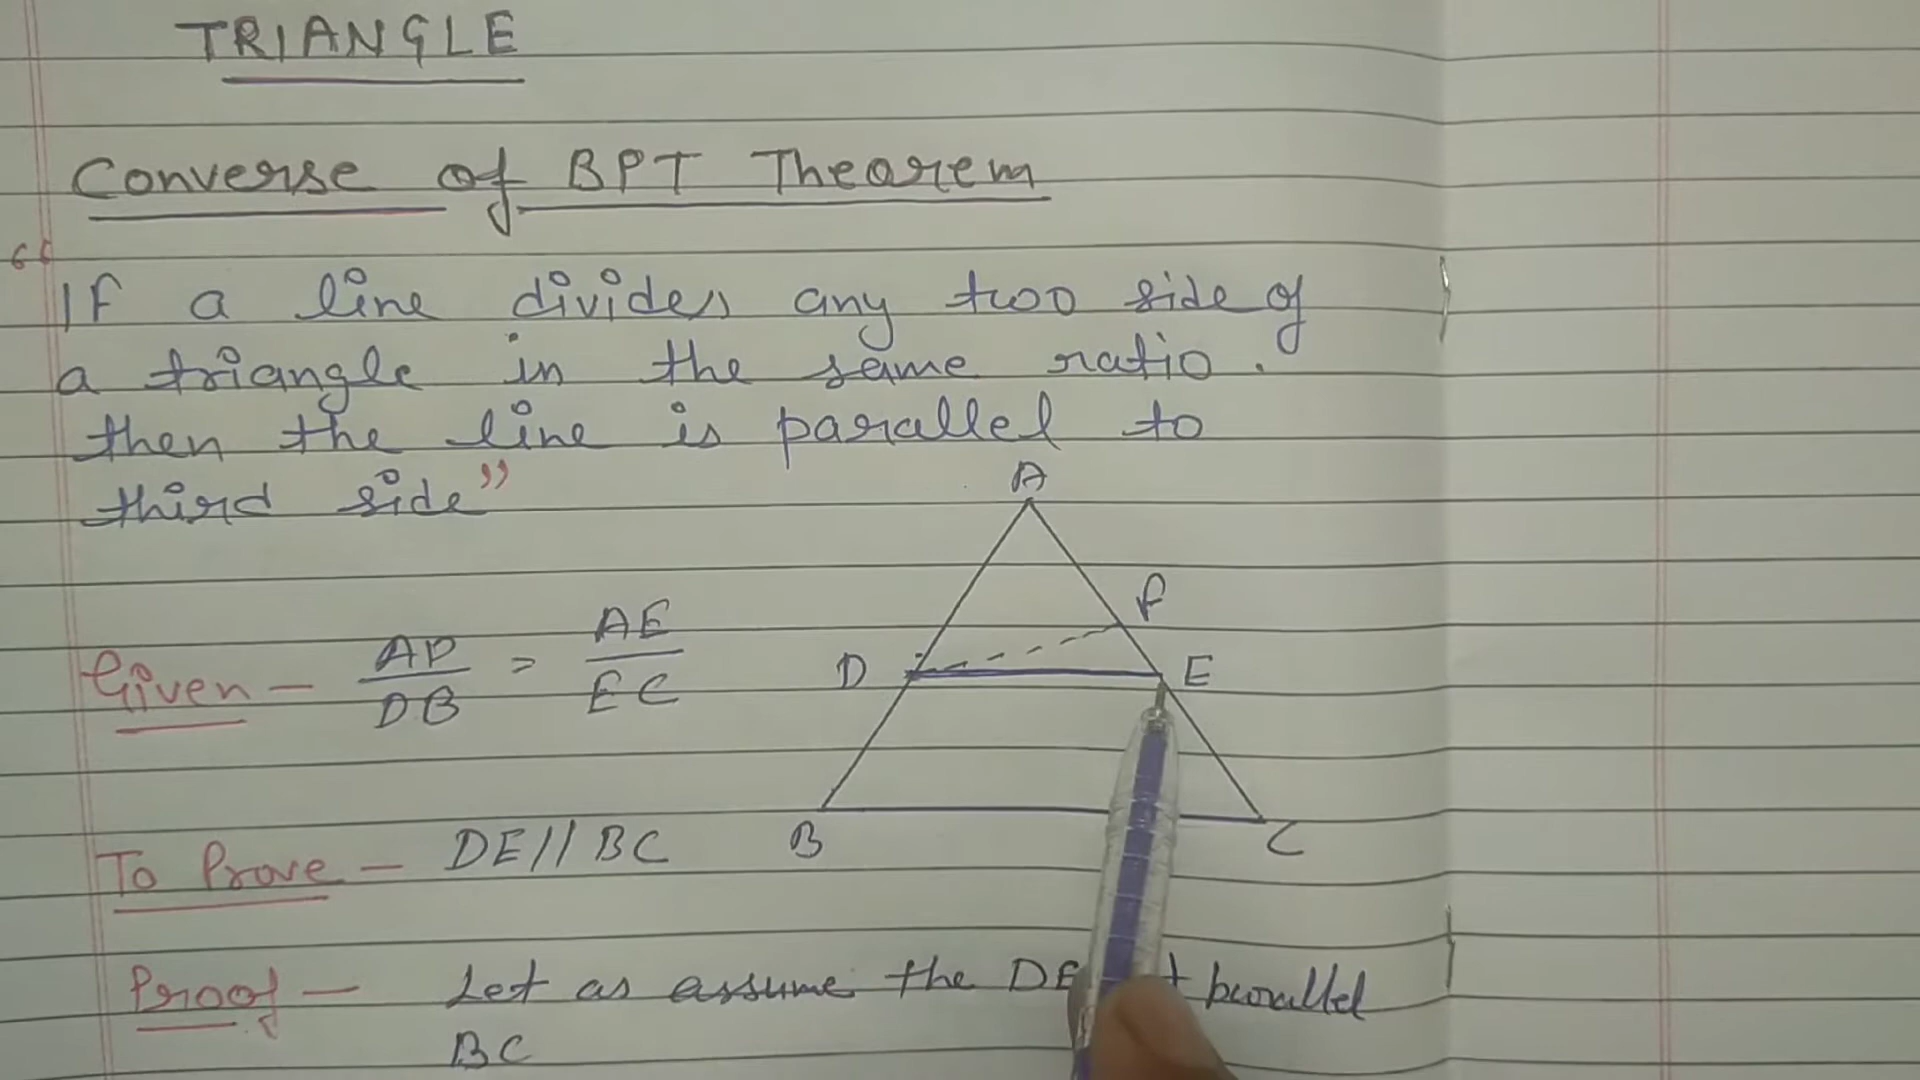 TRIANGLE
Converse of BPT Theorem
“
If a line divides any two side of
a triangle in the same ratio.
then the line is parallel to
third side”
A
F
D
E
Given - AD/DB = AE/EC
B
C
To Prove - DE // BC
Proof - Let as assume the DE parallel
BC